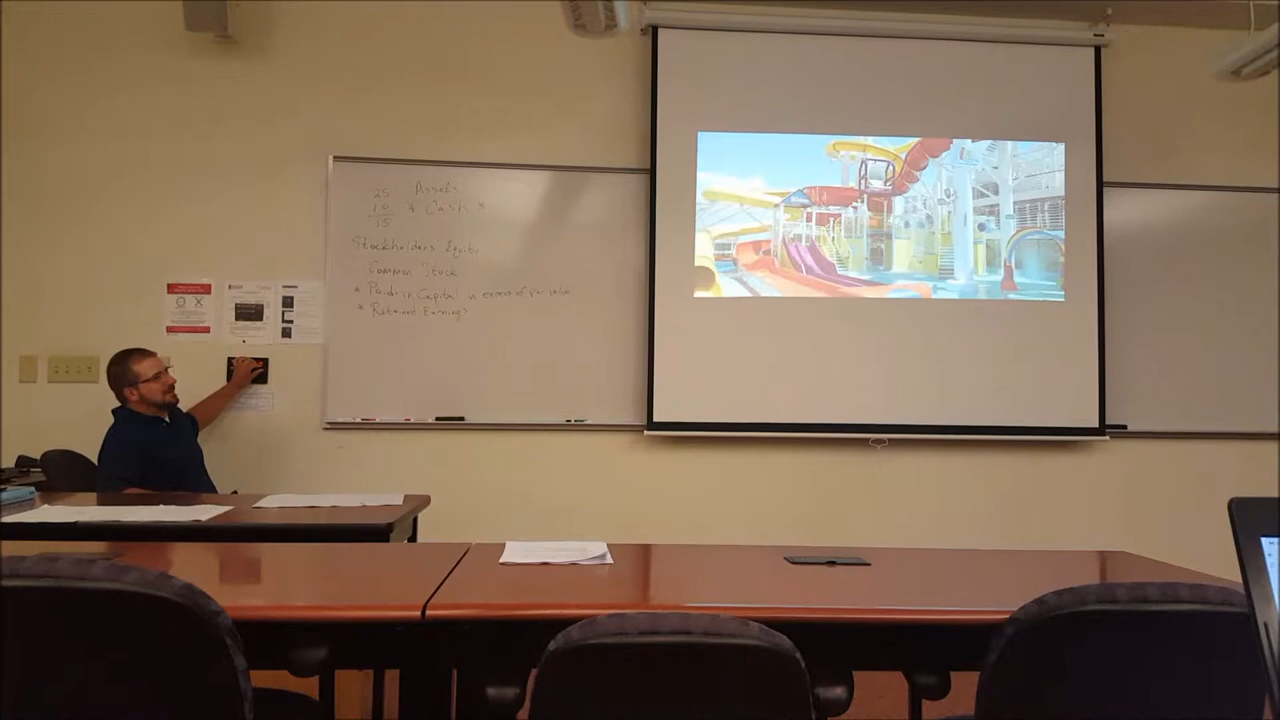 25 Assets
10 * Cash *
15
Stockholders' Equity
Common Stock
* Paid-in Capital in excess of par value
* Retained Earnings